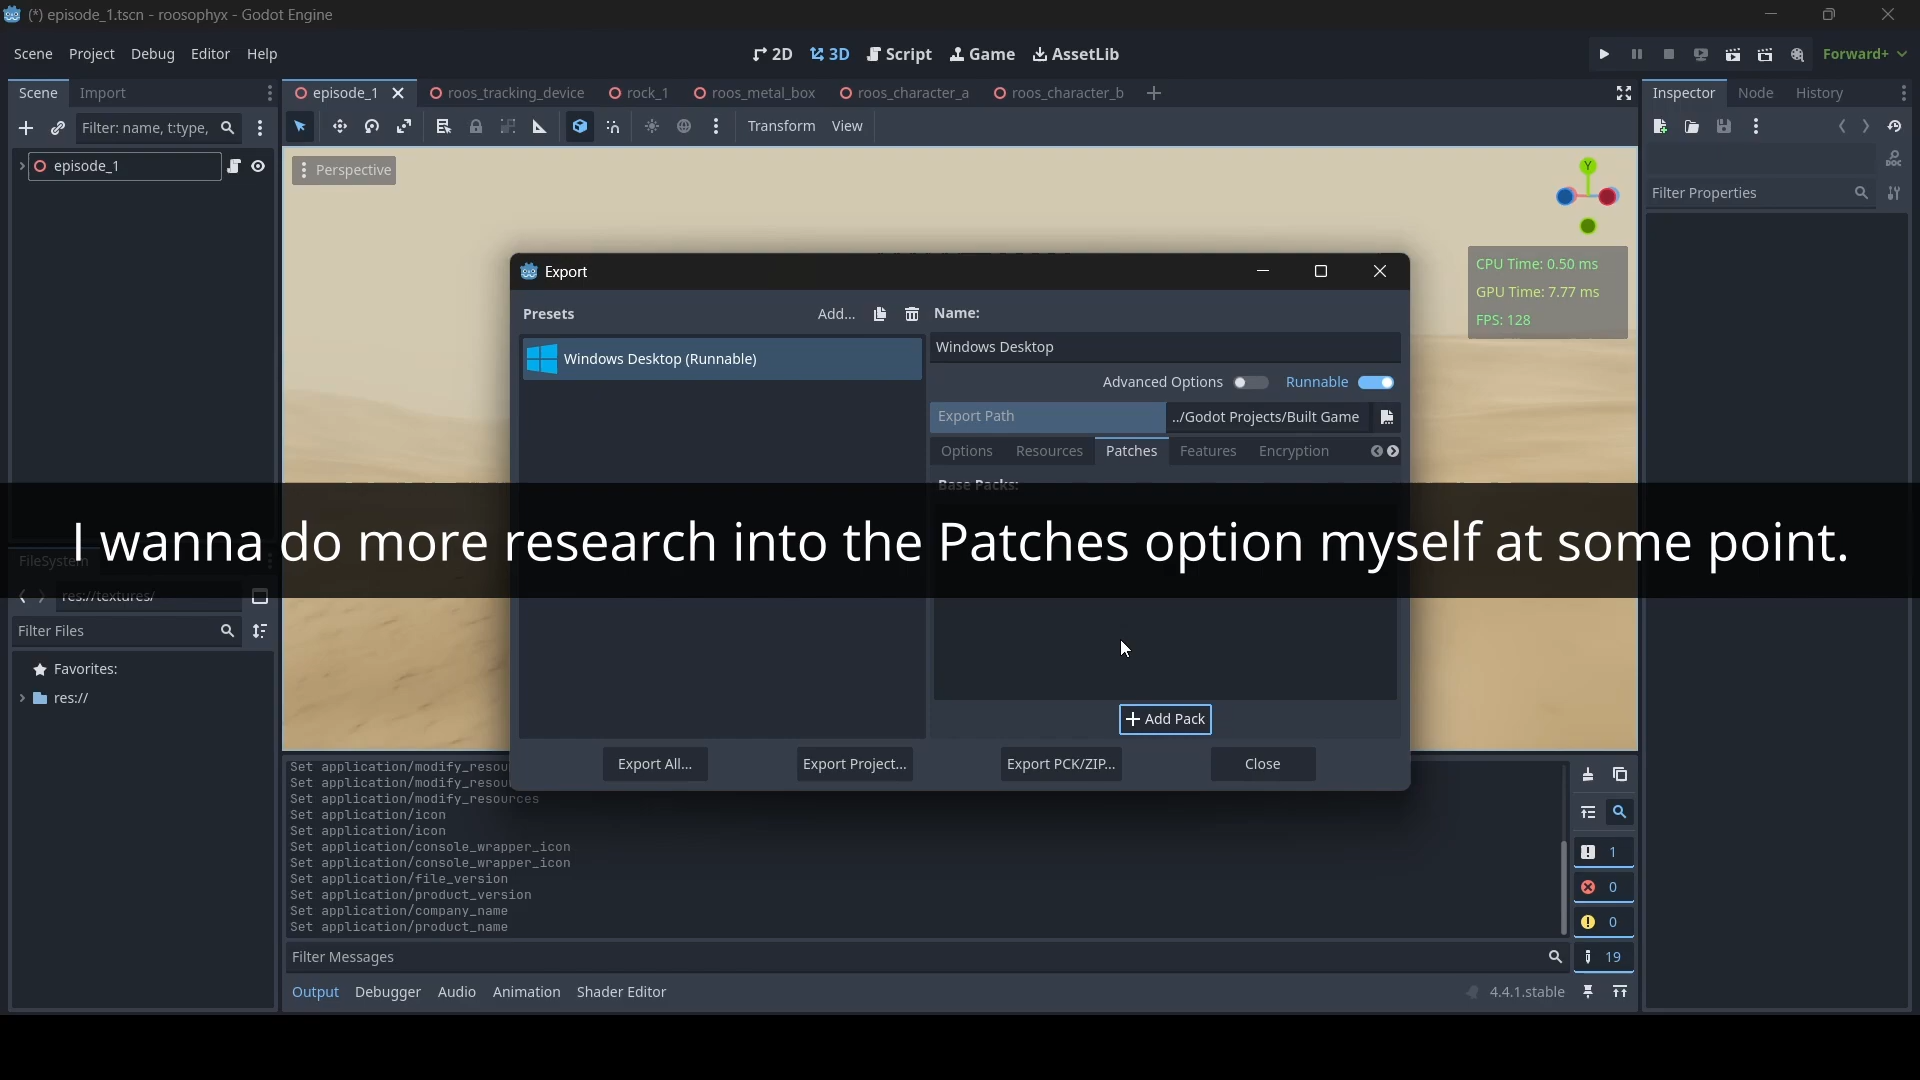 (*) episode_1.tscn - roosophyx - Godot Engine
Scene Project Debug Editor Help
2D 3D Script Game AssetLib
Forward+
Scene Import
episode_1 roos_tracking_device rock_1 roos_metal_box roos_character_a roos_character_b
Inspector Node History
Filter: name, t:type,
Transform View
episode_1
Perspective
Y
DOC
Filter Properties
CPU Time: 0.50 ms
GPU Time: 7.77 ms
FPS: 128
Export
Presets Add...
Name:
Windows Desktop (Runnable)
Windows Desktop
Advanced Options Runnable
Export Path ../Godot Projects/Built Game
Options Resources Patches Features Encryption
Base Packs:
I wanna do more research into the Patches option myself at some point.
FileSystem
res://textures/
Filter Files
Favorites:
res://
Add Pack
Export All... Export Project... Export PCK/ZIP... Close
Set application/modify_resou
Set application/modify_resou
Set application/modify_resources
Set application/icon
Set application/icon
Set application/console_wrapper_icon
Set application/console_wrapper_icon
Set application/file_version
Set application/product_version
Set application/company_name
Set application/product_name
1
0
0
19
Filter Messages
Output Debugger Audio Animation Shader Editor
4.4.1.stable